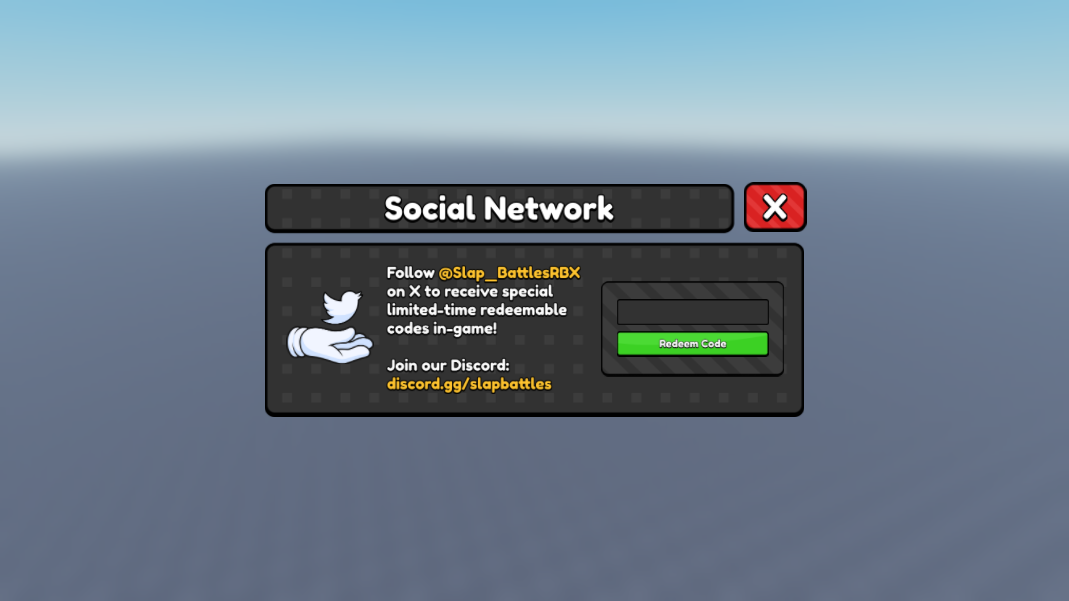 Social Network
X
Follow @Slap_BattlesRBX
on X to receive special
limited-time redeemable
codes in-game!
Join our Discord:
discord.gg/slapbattles
Redeem Code